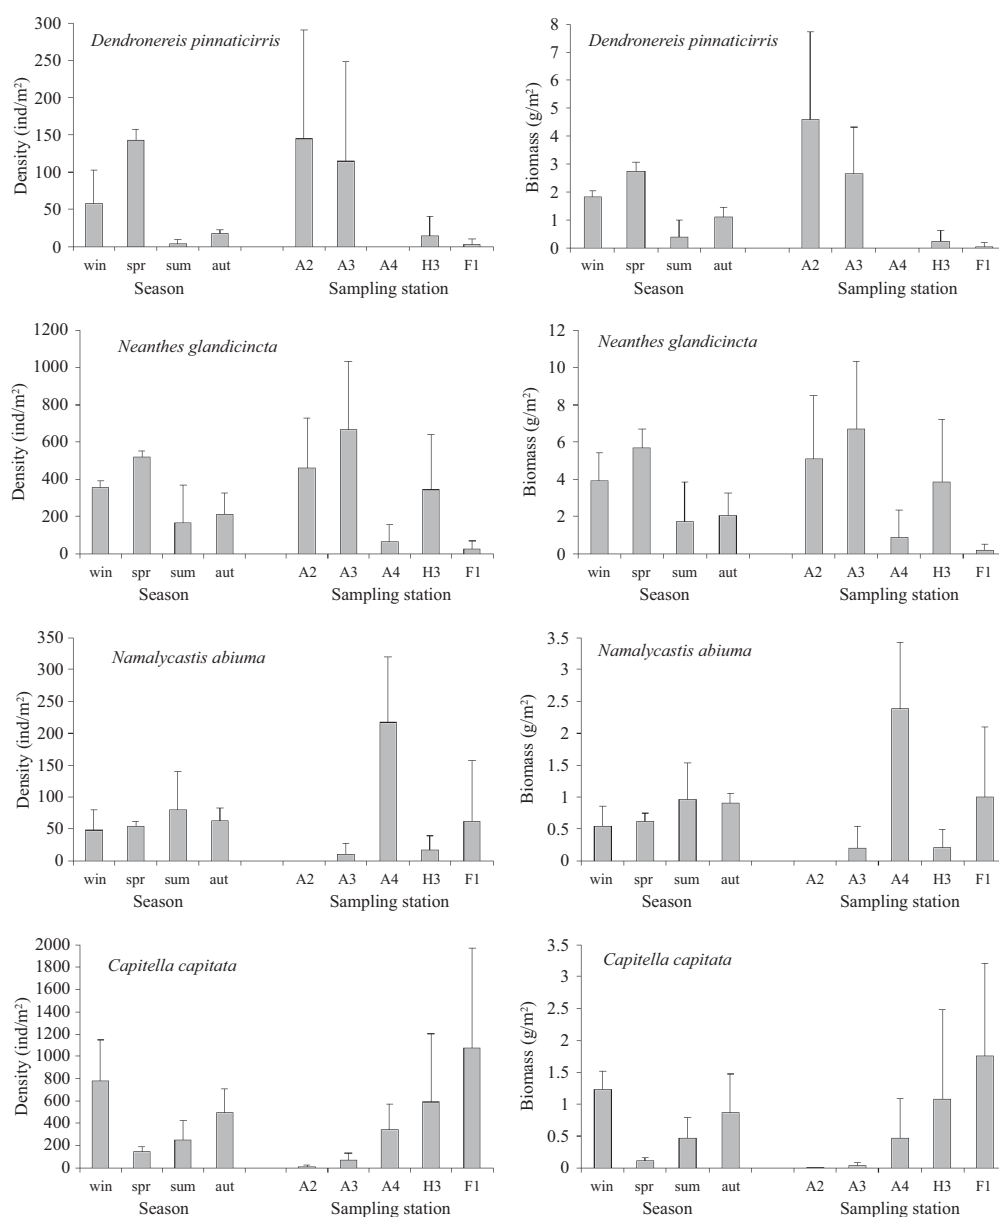 Dendronereis pinnaticirris
Density (ind/m²)
300
250
200
150
100
50
0
win spr sum aut A2 A3 A4 H3 F1
Season Sampling station
Dendronereis pinnaticirris
Biomass (g/m²)
8
7
6
5
4
3
2
1
0
win spr sum aut A2 A3 A4 H3 F1
Season Sampling station
Neanthes glandicincta
Density (ind/m²)
1200
1000
800
600
400
200
0
win spr sum aut A2 A3 A4 H3 F1
Season Sampling station
Neanthes glandicincta
Biomass (g/m²)
12
10
8
6
4
2
0
win spr sum aut A2 A3 A4 H3 F1
Season Sampling station
Namalycastis abiuma
Density (ind/m²)
350
300
250
200
150
100
50
0
win spr sum aut A2 A3 A4 H3 F1
Season Sampling station
Namalycastis abiuma
Biomass (g/m²)
3.5
3
2.5
2
1.5
1
0.5
0
win spr sum aut A2 A3 A4 H3 F1
Season Sampling station
Capitella capitata
Density (ind/m²)
2000
1800
1600
1400
1200
1000
800
600
400
200
0
win spr sum aut A2 A3 A4 H3 F1
Season Sampling station
Capitella capitata
Biomass (g/m²)
3.5
3
2.5
2
1.5
1
0.5
0
win spr sum aut A2 A3 A4 H3 F1
Season Sampling station